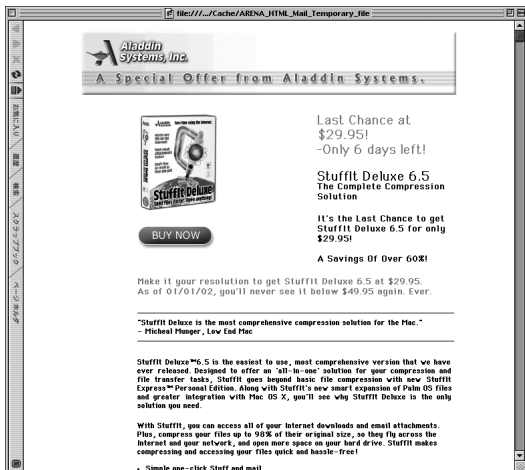 file:///.../Cache/ARENA_HTML_Mail_Temporary_file
Aladdin
Systems, Inc.
A Special Offer from Aladdin Systems.
お気に入り
履歴
検索
スクラップブック
ページ ホルダ
Stuffit Deluxe
Send files faster. Open anything!
BUY NOW
Last Chance at
$29.95!
-Only 6 days left!
StuffIt Deluxe 6.5
The Complete Compression
Solution
It's the Last Chance to get
StuffIt Deluxe 6.5 for only
$29.95!
A Savings Of Over 60%!
Make it your resolution to get StuffIt Deluxe 6.5 at $29.95.
As of 01/01/02, you'll never see it below $49.95 again. Ever.
"StuffIt Deluxe is the most comprehensive compression solution for the Mac."
- Micheal Munger, Low End Mac
StuffIt Deluxe™6.5 is the easiest to use, most comprehensive version that we have
ever released. Designed to offer an 'all-in-one' solution for your compression and
file transfer tasks, StuffIt goes beyond basic file compression with new StuffIt
Express™ Personal Edition. Along with StuffIt's new smart expansion of Palm OS files
and greater integration with Mac OS X, you'll see why StuffIt Deluxe is the only
solution you need.
With StuffIt, you can access all of your Internet downloads and email attachments.
Plus, compress your files up to 98% of their original size, so they fly across the
Internet and your network, and open more space on your hard drive. StuffIt makes
compressing and accessing your files quick and hassle-free!
• Simple one-click Stuff and mail